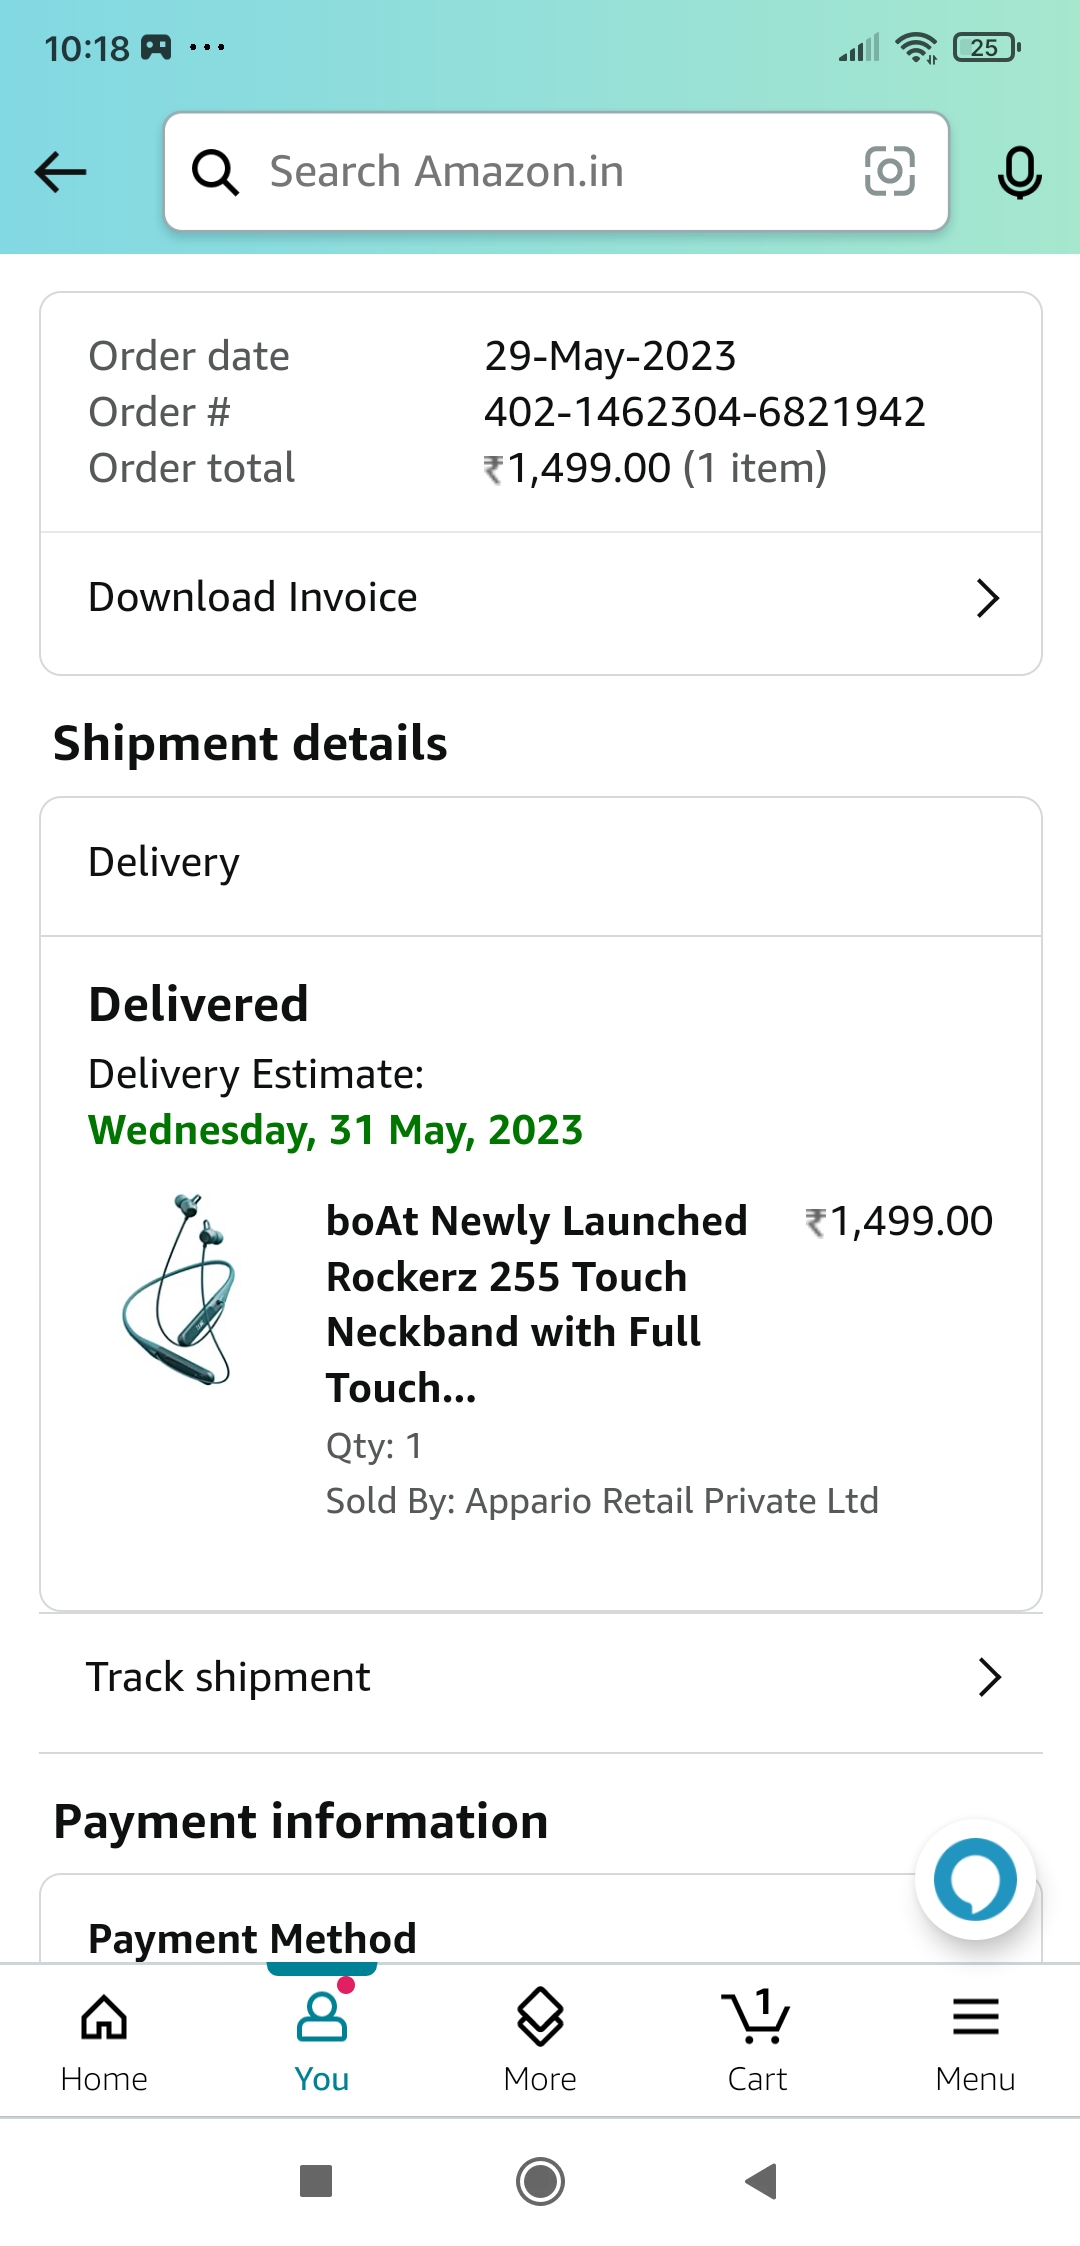 10:18
25
Search Amazon.in
Order date 29-May-2023
Order # 402-1462304-6821942
Order total ₹1,499.00 (1 item)
Download Invoice
Shipment details
Delivery
Delivered
Delivery Estimate:
Wednesday, 31 May, 2023
boAt Newly Launched ₹1,499.00
Rockerz 255 Touch
Neckband with Full
Touch...
Qty: 1
Sold By: Appario Retail Private Ltd
Track shipment
Payment information
Payment Method
1
Home You More Cart Menu